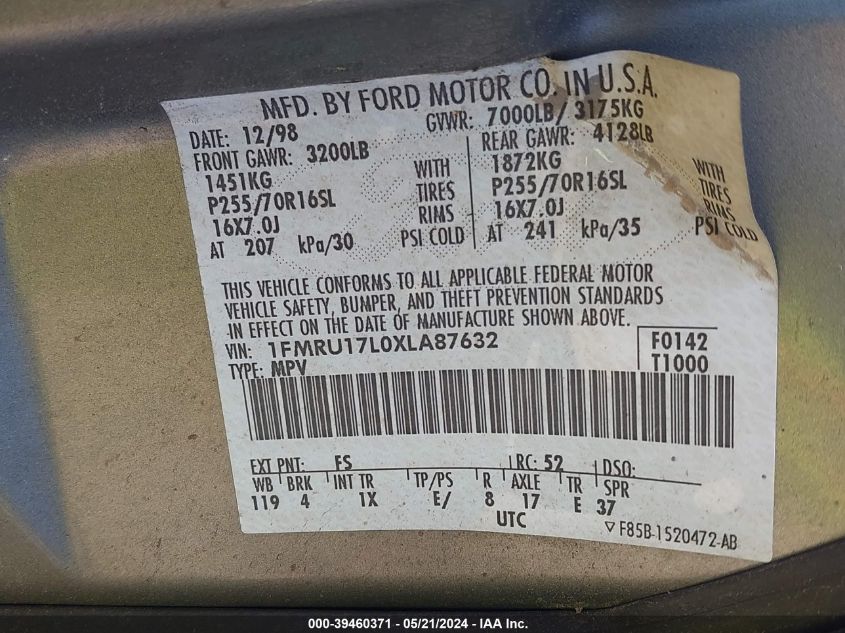 MFD. BY FORD MOTOR CO. IN U.S.A.
DATE: 12/98 GVWR: 7000LB/ 3175KG
FRONT GAWR: 3200LB REAR GAWR: 4128LB
1451KG WITH 1872KG WITH
P255/70R16SL TIRES P255/70R16SL TIRES
16X7.0J RIMS 16X7.0J RIMS
AT 207 kPa/30 PSI COLD AT 241 kPa/35 PSI COLD
THIS VEHICLE CONFORMS TO ALL APPLICABLE FEDERAL MOTOR
VEHICLE SAFETY, BUMPER, AND THEFT PREVENTION STANDARDS
IN EFFECT ON THE DATE OF MANUFACTURE SHOWN ABOVE.
VIN: 1FMRU17L0XLA87632 F0142
TYPE: MPV T1000
EXT PNT: FS RC: 52 DSO:
WB BRK INT TR TP/PS R AXLE TR SPR
119 4 1X E/ 8 17 E 37
UTC ▽ F85B-1520472-AB
000-39460371 - 05/21/2024 - IAA Inc.